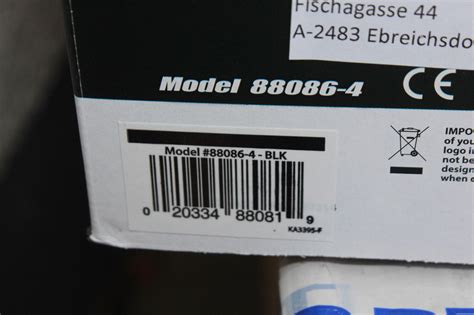 Fischagasse 44
A-2483 Ebreichsdo
Model 88086-4 CE
Model #88086-4 - BLK
0 20334 88081 9
KA3395-F
IMPO
of you
logo in
not be
design
when d